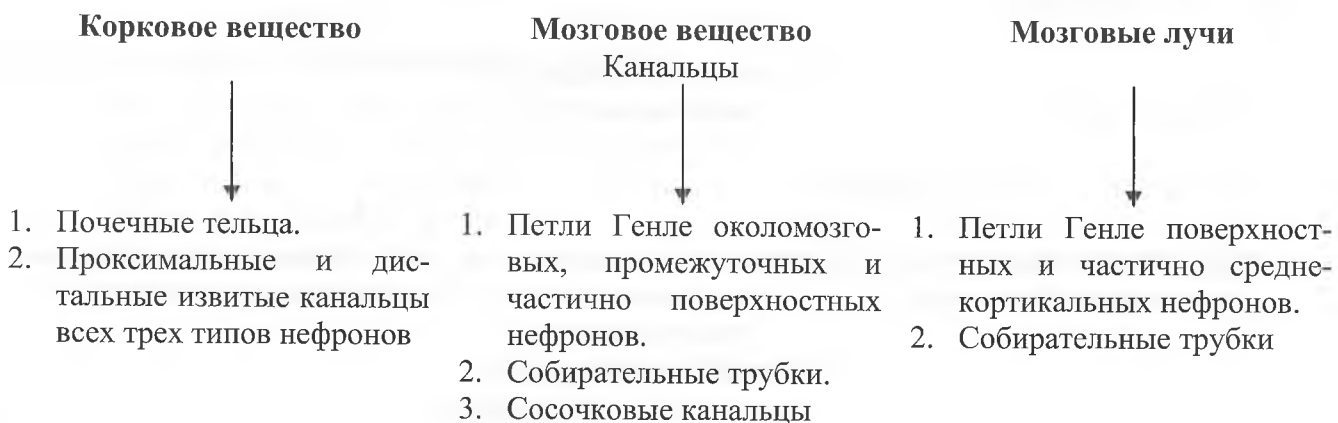 Корковое вещество
1. Почечные тельца.
2. Проксимальные и дис-
тальные извитые канальцы
всех трех типов нефронов
Мозговое вещество
Канальцы
1. Петли Генле околомозго-
вых, промежуточных и
частично поверхностных
нефронов.
2. Собирательные трубки.
3. Сосочковые канальцы
Мозговые лучи
1. Петли Генле поверхност-
ных и частично средне-
кортикальных нефронов.
2. Собирательные трубки